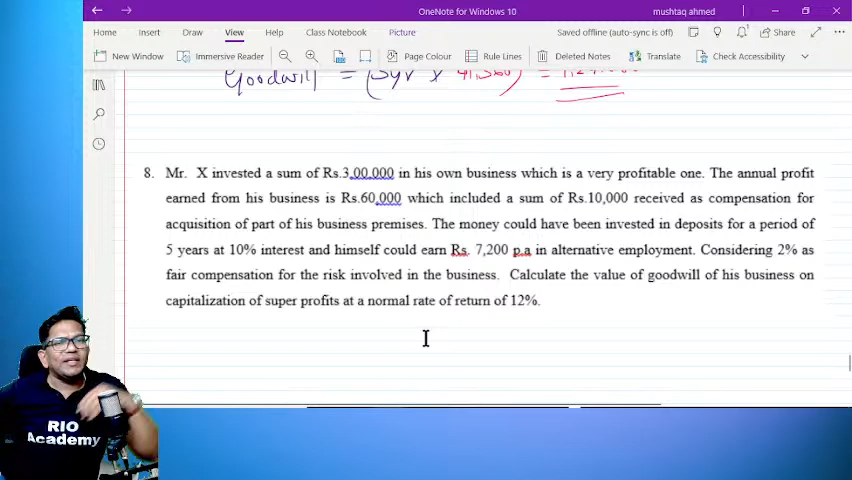 OneNote for Windows 10
mushtaq ahmed
Home Insert Draw View Help Class Notebook Picture
Saved offline (auto-sync is off)
Share
New Window Immersive Reader Page Colour Rule Lines Deleted Notes Translate Check Accessibility
Goodwill = (3yr x 41,360) =
8. Mr. X invested a sum of Rs.3,00,000 in his own business which is a very profitable one. The annual profit
earned from his business is Rs.60,000 which included a sum of Rs.10,000 received as compensation for
acquisition of part of his business premises. The money could have been invested in deposits for a period of
5 years at 10% interest and himself could earn Rs. 7,200 p.a in alternative employment. Considering 2% as
fair compensation for the risk involved in the business. Calculate the value of goodwill of his business on
capitalization of super profits at a normal rate of return of 12%.
RIO
Academy